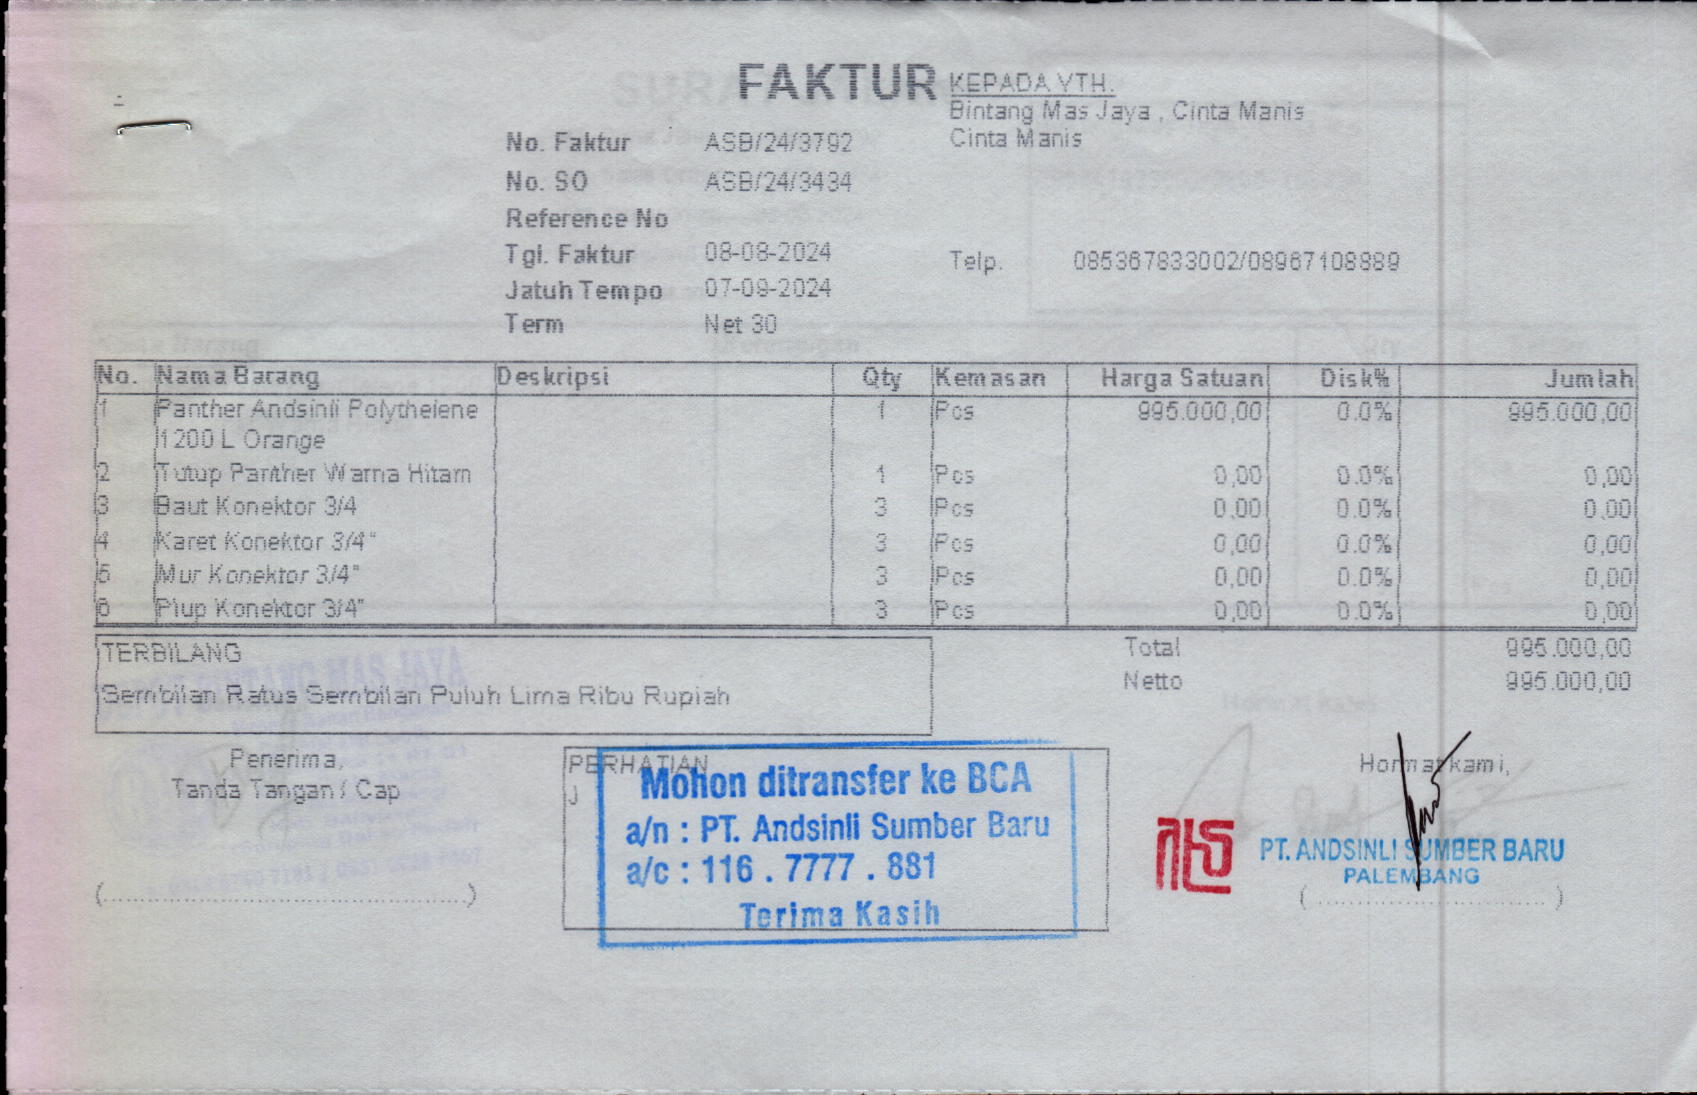 FAKTUR
KEPADA YTH.
Bintang Mas Jaya , Cinta Manis
Cinta Manis
No. Faktur ASB/24/3792
No. SO ASB/24/3434
Reference No
Tgl. Faktur 08-08-2024
Telp. 085367833002/08967108889
Jatuh Tempo 07-09-2024
Term Net 30
No. Nama Barang Deskripsi Qty Kemasan Harga Satuan Disk% Jumlah
1 Panther Andsinli Polythelene 1 Pcs 995.000,00 0.0% 995.000,00
1200 L Orange
2 Tutup Panther Warna Hitam 1 Pcs 0,00 0.0% 0,00
3 Baut Konektor 3/4 3 Pcs 0,00 0.0% 0,00
4 Karet Konektor 3/4" 3 Pcs 0,00 0.0% 0,00
5 Mur Konektor 3/4" 3 Pcs 0,00 0.0% 0,00
6 Plup Konektor 3/4" 3 Pcs 0,00 0.0% 0,00
TERBILANG
Sembilan Ratus Sembilan Puluh Lima Ribu Rupiah
Total 995.000,00
Netto 995.000,00
Penerima,
Tanda Tangan / Cap
(........................................)
PERHATIAN
J
Mohon ditransfer ke BCA
a/n : PT. Andsinli Sumber Baru
a/c : 116 . 7777 . 881
Terima Kasih
Hormat kami,
PT. ANDSINLI SUMBER BARU
PALEMBANG
(..............................)